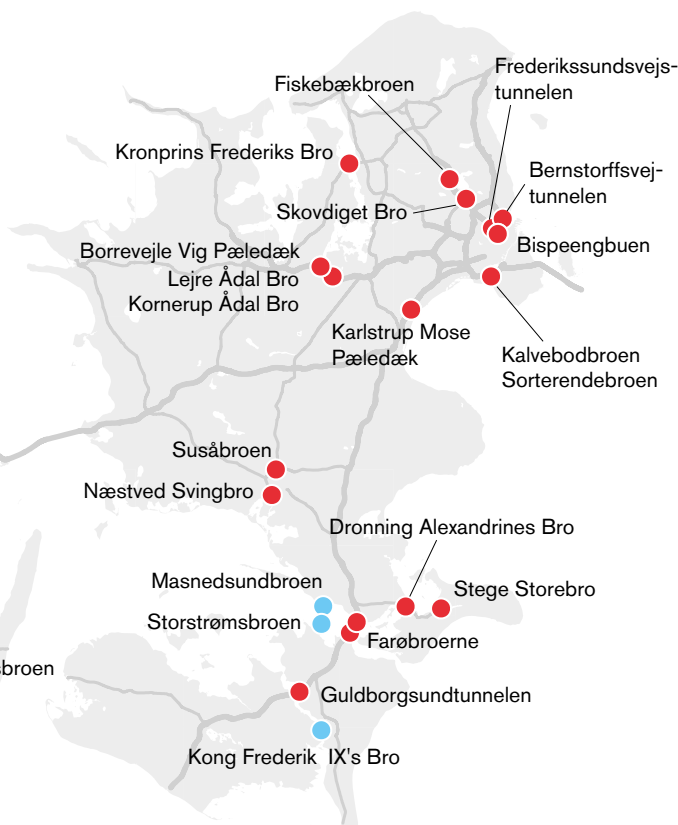 Frederikssundsvejs-
tunnelen
Fiskebækbroen
Kronprins Frederiks Bro
Bernstorffsvej-
tunnelen
Skovdiget Bro
Bispeengbuen
Borrevejle Vig Pæledæk
Lejre Ådal Bro
Kornerup Ådal Bro
Karlstrup Mose
Pæledæk
Kalvebodbroen
Sorterendebroen
Susåbroen
Næstved Svingbro
Dronning Alexandrines Bro
Masnedsundbroen
Stege Storebro
Storstrømsbroen
Farøbroerne
sbroen
Guldborgsundtunnelen
Kong Frederik IX's Bro